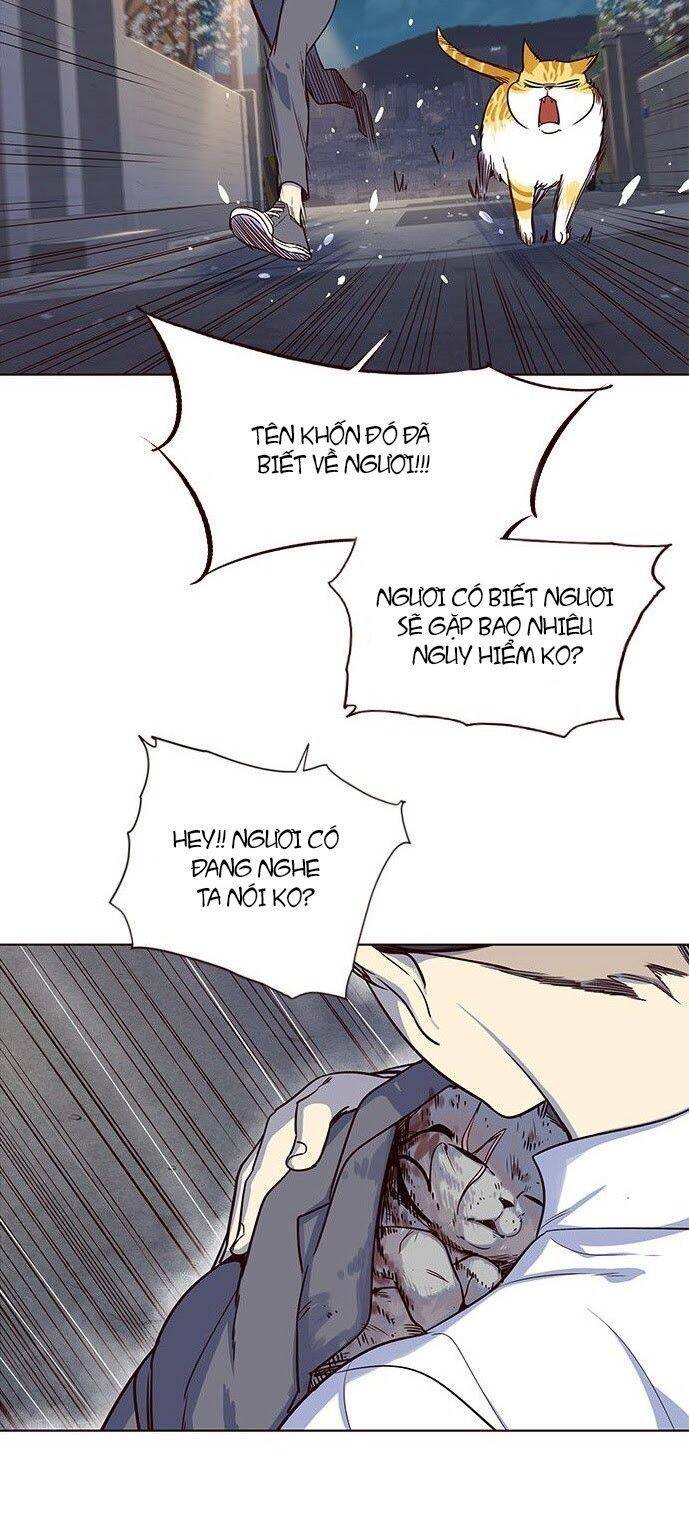 TÊN KHỐN ĐÓ ĐÃ
BIẾT VỀ NGƯƠI!!!
NGƯƠI CÓ BIẾT NGƯƠI
SẼ GẶP BAO NHIÊU
NGUY HIỂM KO?
HEY!! NGƯƠI CÓ
ĐANG NGHE
TA NÓI KO?